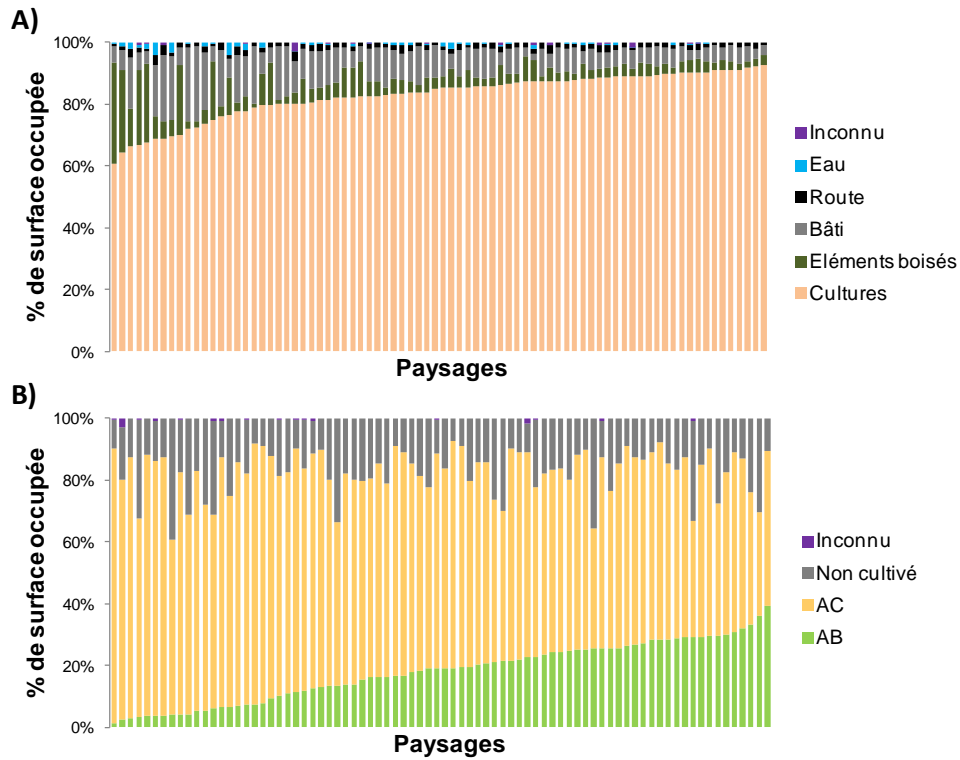 A)
100%
80%
60%
40%
20%
0%
% de surface occupée
Paysages
Inconnu
Eau
Route
Bâti
Eléments boisés
Cultures
B)
100%
80%
60%
40%
20%
0%
% de surface occupée
Paysages
Inconnu
Non cultivé
AC
AB